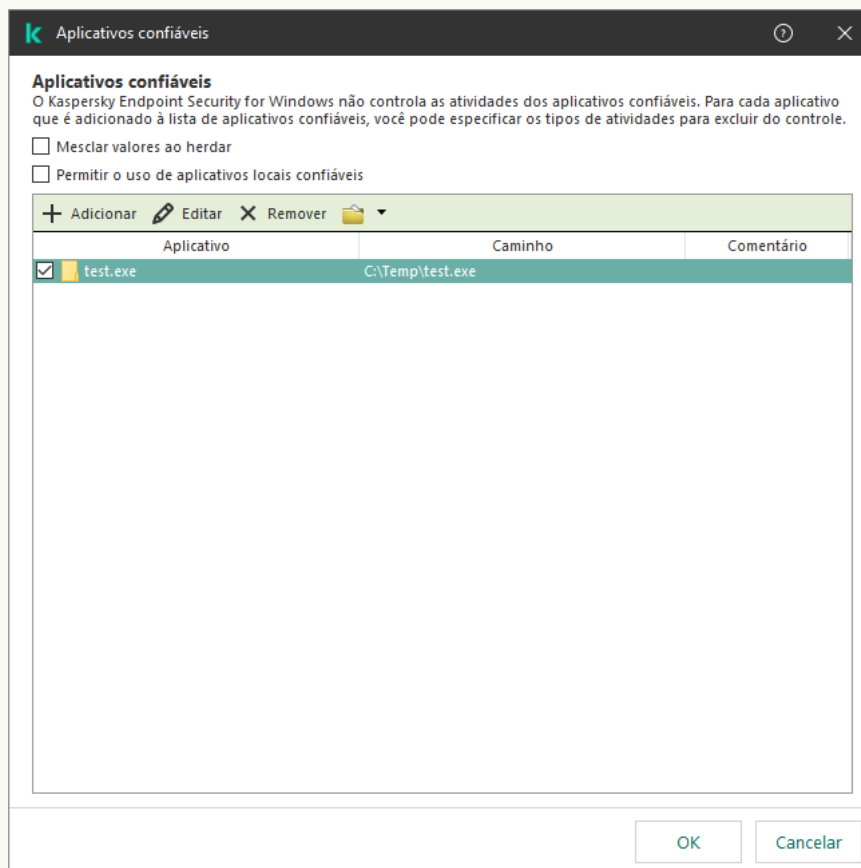 Aplicativos confiáveis
Aplicativos confiáveis
O Kaspersky Endpoint Security for Windows não controla as atividades dos aplicativos confiáveis. Para cada aplicativo
que é adicionado à lista de aplicativos confiáveis, você pode especificar os tipos de atividades para excluir do controle.
Mesclar valores ao herdar
Permitir o uso de aplicativos locais confiáveis
Adicionar Editar Remover
Aplicativo Caminho Comentário
test.exe C:\Temp\test.exe
OK Cancelar